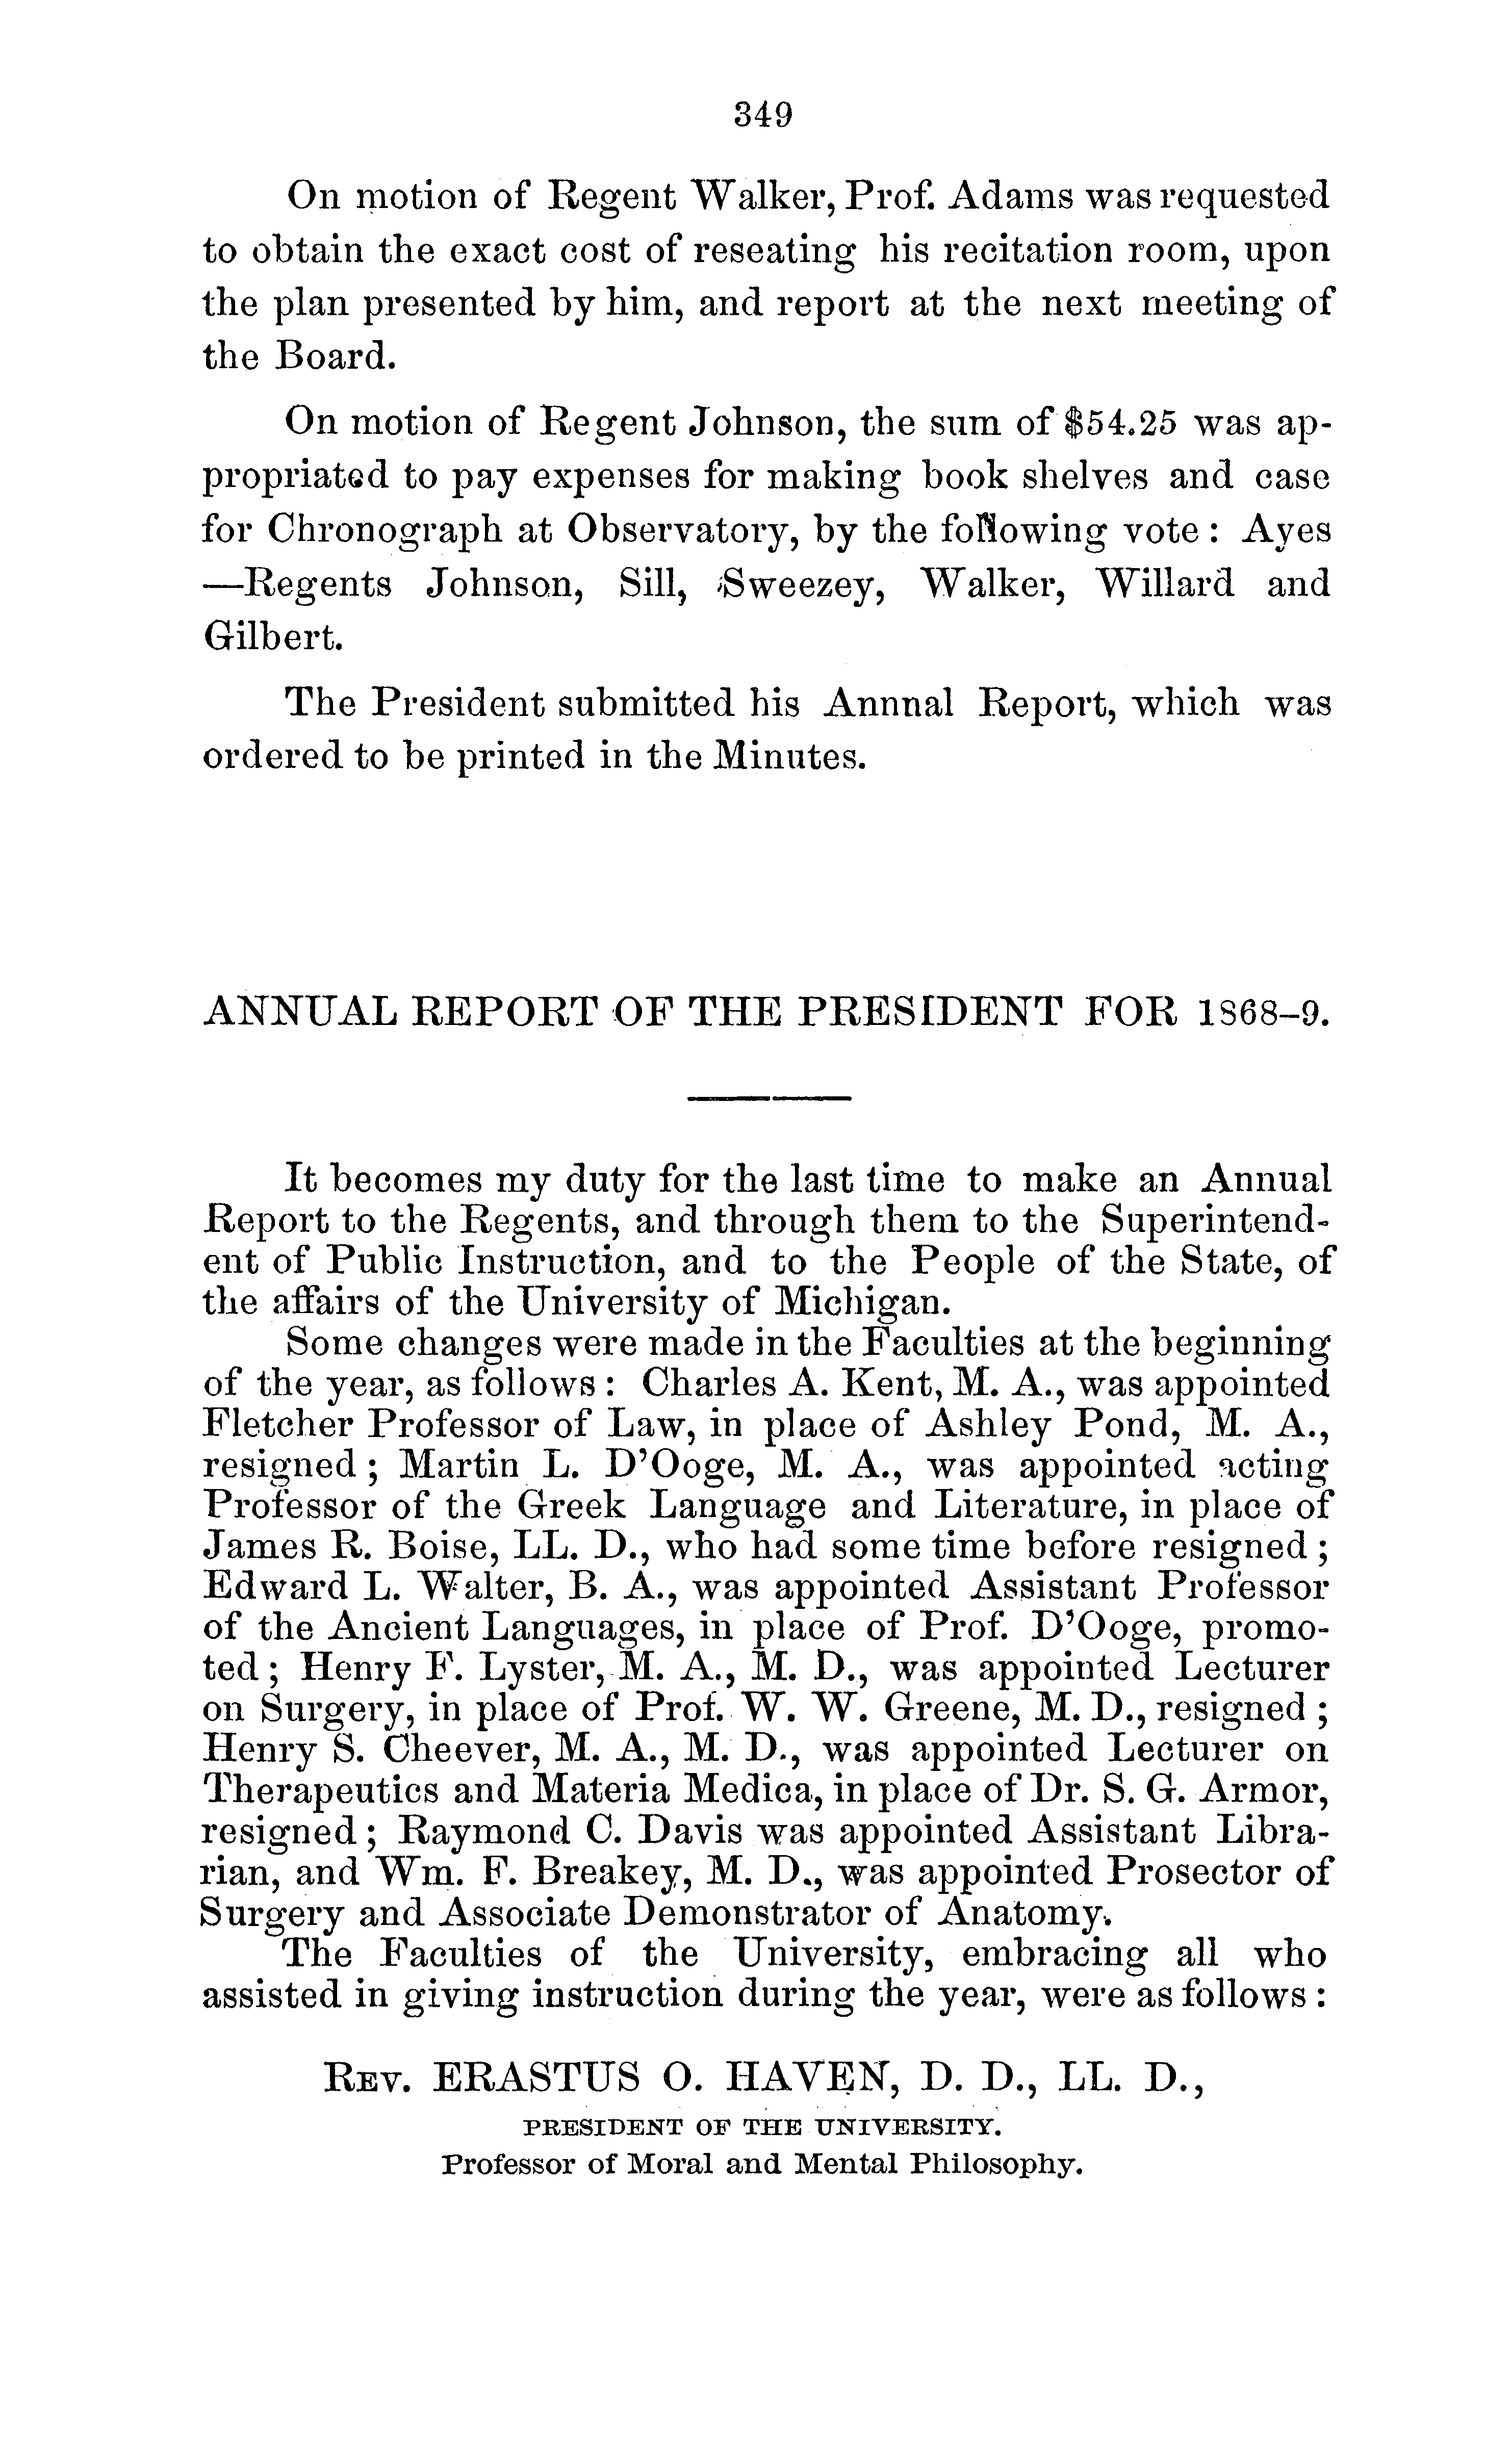 349
On motion of Regent Walker, Prof. Adams was requested
to obtain the exact cost of reseating his recitation room, upon
the plan presented by him, and report at the next meeting of
the Board.
On motion of Regent Johnson, the sum of $54.25 was ap-
propriated to pay expenses for making book shelves and case
for Chronograph at Observatory, by the following vote : Ayes
—Regents Johnson, Sill, Sweezey, Walker, Willard and
Gilbert.
The President submitted his Annnal Report, which was
ordered to be printed in the Minutes.
ANNUAL REPORT OF THE PRESIDENT FOR 1868-9.
It becomes my duty for the last time to make an Annual
Report to the Regents, and through them to the Superintend-
ent of Public Instruction, and to the People of the State, of
the affairs of the University of Michigan.
Some changes were made in the Faculties at the beginning
of the year, as follows : Charles A. Kent, M. A., was appointed
Fletcher Professor of Law, in place of Ashley Pond, M. A.,
resigned ; Martin L. D'Ooge, M. A., was appointed acting
Professor of the Greek Language and Literature, in place of
James R. Boise, LL. D., who had some time before resigned ;
Edward L. Walter, B. A., was appointed Assistant Professor
of the Ancient Languages, in place of Prof. D'Ooge, promo-
ted ; Henry F. Lyster, M. A., M. D., was appointed Lecturer
on Surgery, in place of Prof. W. W. Greene, M. D., resigned ;
Henry S. Cheever, M. A., M. D., was appointed Lecturer on
Therapeutics and Materia Medica, in place of Dr. S. G. Armor,
resigned ; Raymond C. Davis was appointed Assistant Libra-
rian, and Wm. F. Breakey, M. D., was appointed Prosector of
Surgery and Associate Demonstrator of Anatomy.
The Faculties of the University, embracing all who
assisted in giving instruction during the year, were as follows :
REV. ERASTUS O. HAVEN, D. D., LL. D.,
PRESIDENT OF THE UNIVERSITY.
Professor of Moral and Mental Philosophy.